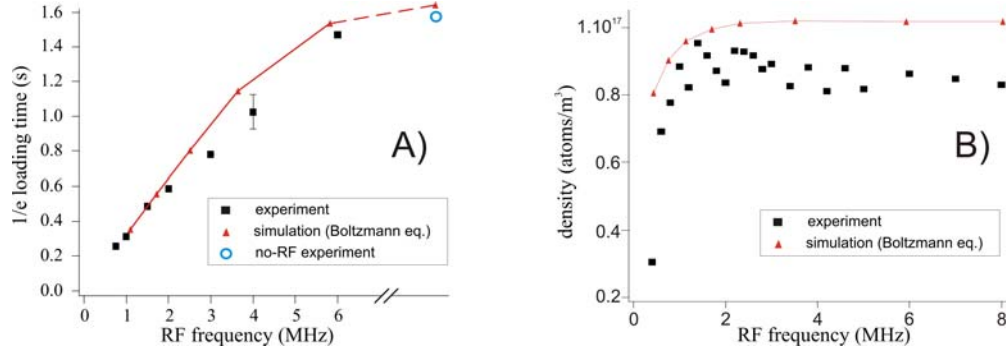 1.6
1.4
1.2
1.0
0.8
0.6
0.4
0.2
0.0
1/e loading time (s)
A)
experiment
simulation (Boltzmann eq.)
no-RF experiment
0 1 2 3 4 5 6
RF frequency (MHz)
B)
1.10¹⁷
0.8
0.6
0.4
0.2
density (atoms/m³)
experiment
simulation (Boltzmann eq.)
0 2 4 6 8
RF frequency (MHz)